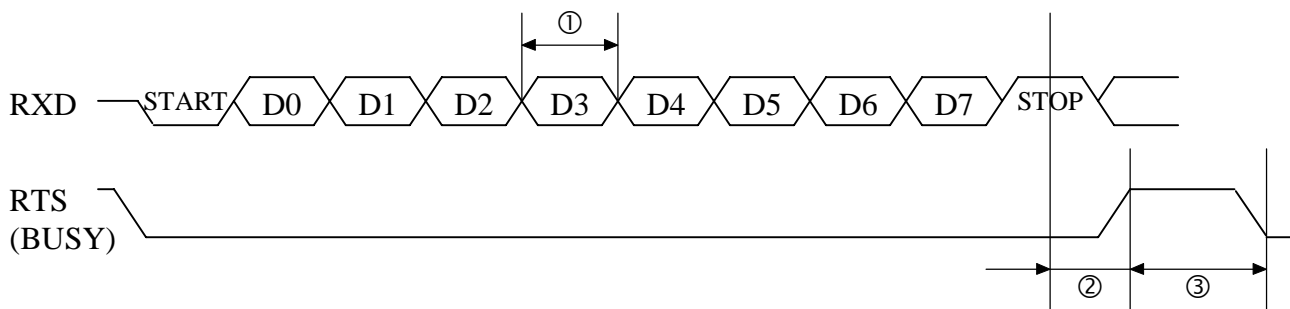 ①
RXD START D0 D1 D2 D3 D4 D5 D6 D7 STOP
RTS
(BUSY)
② ③